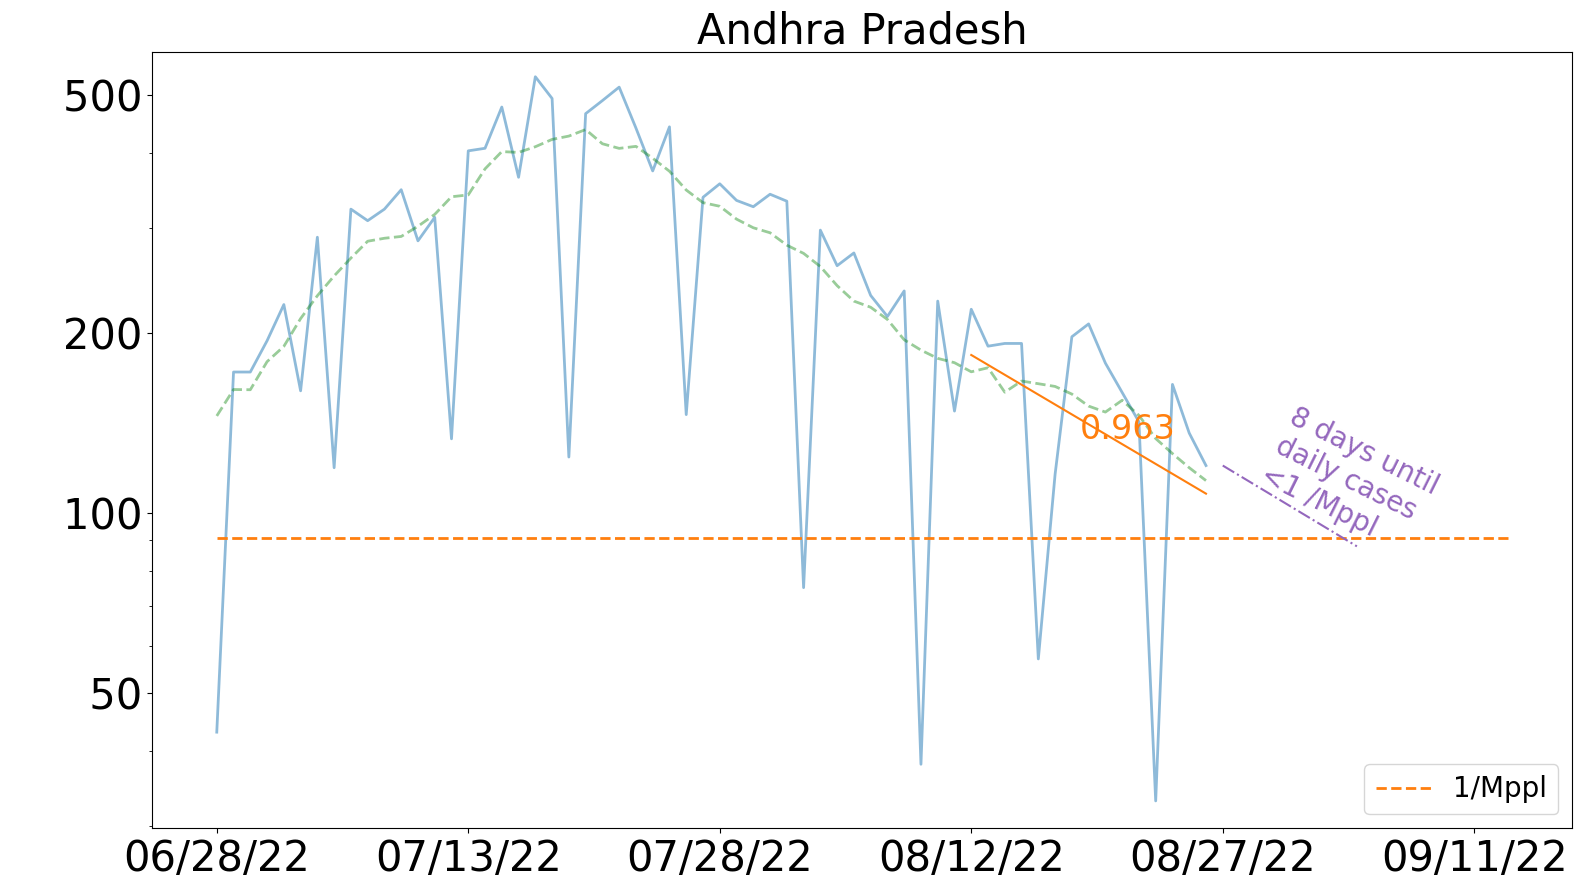 Andhra Pradesh
500
200
100
50
0.963
8 days until
daily cases
<1 /Mppl
1/Mppl
06/28/22 07/13/22 07/28/22 08/12/22 08/27/22 09/11/22